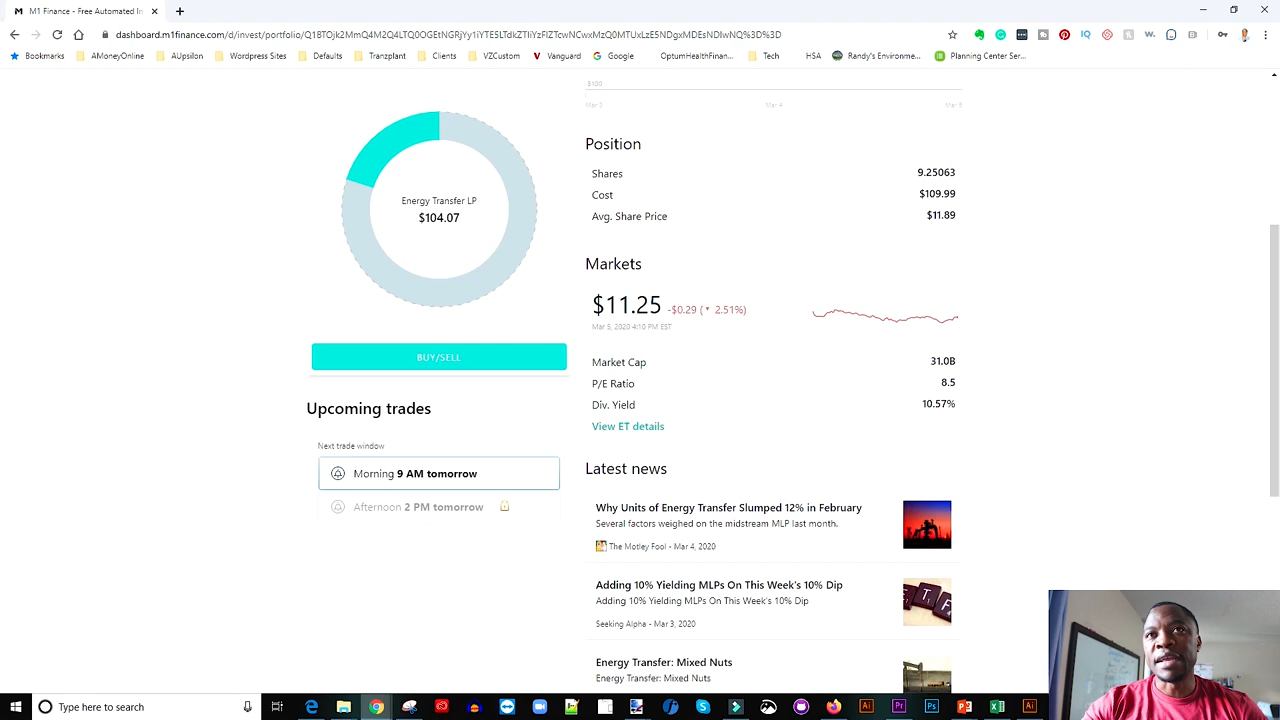 M1 Finance - Free Automated In
dashboard.m1finance.com/d/invest/portfolio/
Bookmarks AMoneyOnline AUpsilon Wordpress Sites Defaults Tranzplant Clients VZCustom Vanguard Google OptumHealthFinan... Tech HSA Randy's Environme... Planning Center Ser...
$100
Mar 3 Mar 4 Mar 5
Energy Transfer LP
$104.07
BUY/SELL
Upcoming trades
Next trade window
Morning 9 AM tomorrow
Afternoon 2 PM tomorrow
Position
Shares 9.25063
Cost $109.99
Avg. Share Price $11.89
Markets
$11.25 -$0.29 (▼ 2.51%)
Mar 5, 2020 4:10 PM EST
Market Cap 31.0B
P/E Ratio 8.5
Div. Yield 10.57%
View ET details
Latest news
Why Units of Energy Transfer Slumped 12% in February
Several factors weighed on the midstream MLP last month.
The Motley Fool - Mar 4, 2020
Adding 10% Yielding MLPs On This Week's 10% Dip
Adding 10% Yielding MLPs On This Week's 10% Dip
Seeking Alpha - Mar 3, 2020
Energy Transfer: Mixed Nuts
Energy Transfer: Mixed Nuts
Type here to search